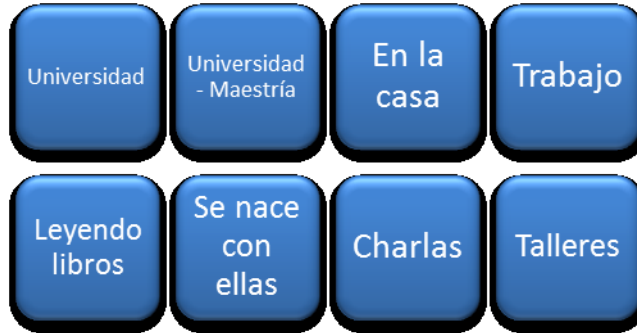 Universidad
Universidad
- Maestría
En la
casa
Trabajo
Leyendo
libros
Se nace
con
ellas
Charlas
Talleres